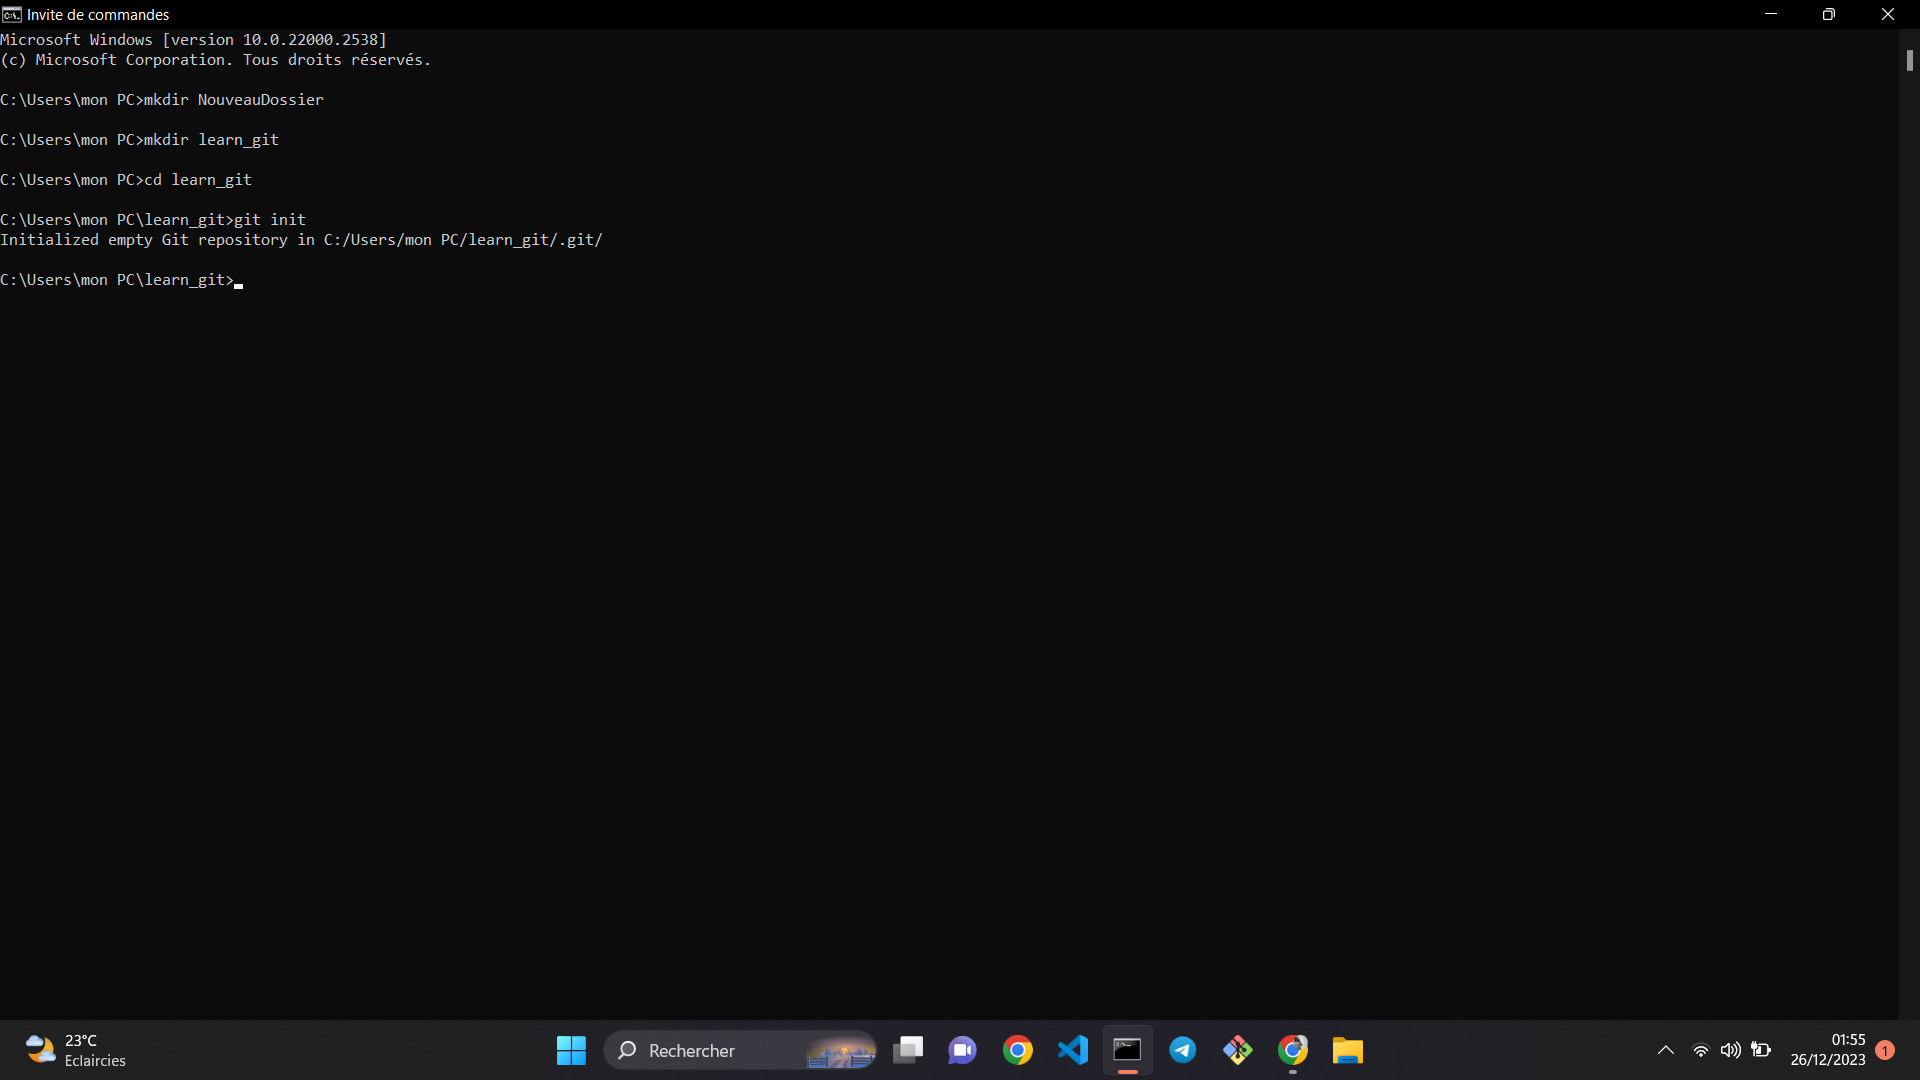 Invite de commandes
Microsoft Windows [version 10.0.22000.2538]
(c) Microsoft Corporation. Tous droits réservés.
C:\Users\mon PC>mkdir NouveauDossier
C:\Users\mon PC>mkdir learn_git
C:\Users\mon PC>cd learn_git
C:\Users\mon PC\learn_git>git init
Initialized empty Git repository in C:/Users/mon PC/learn_git/.git/
C:\Users\mon PC\learn_git>
23°C
Eclaircies
Rechercher
01:55
26/12/2023
1